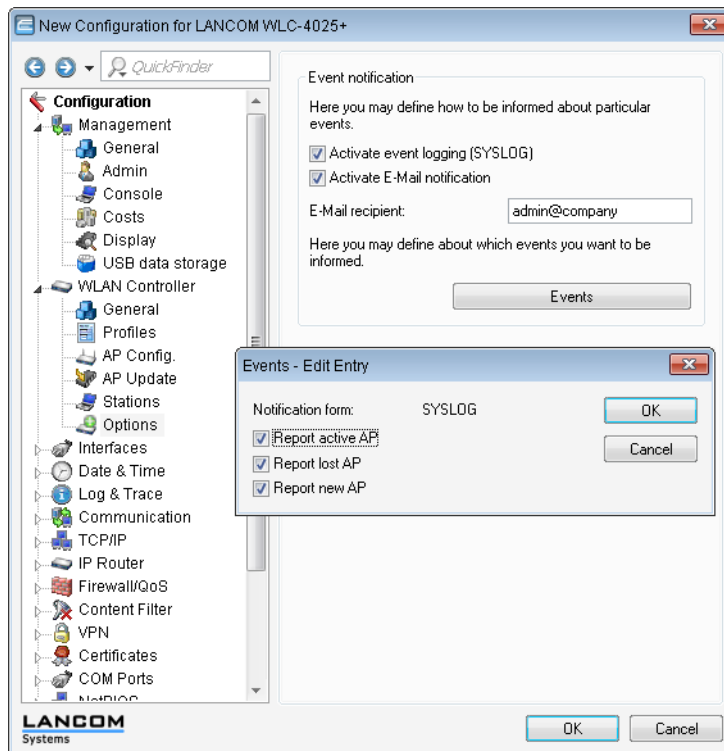 New Configuration for LANCOM WLC-4025+
QuickFinder
Configuration
Management
General
Admin
Console
Costs
Display
USB data storage
WLAN Controller
General
Profiles
AP Config.
AP Update
Stations
Options
Interfaces
Date & Time
Log & Trace
Communication
TCP/IP
IP Router
Firewall/QoS
Content Filter
VPN
Certificates
COM Ports
NetBIOS
Event notification
Here you may define how to be informed about particular
events.
Activate event logging (SYSLOG)
Activate E-Mail notification
E-Mail recipient: admin@company
Here you may define about which events you want to be
informed.
Events
Events - Edit Entry
Notification form: SYSLOG
Report active AP
Report lost AP
Report new AP
OK
Cancel
LANCOM
Systems
OK
Cancel